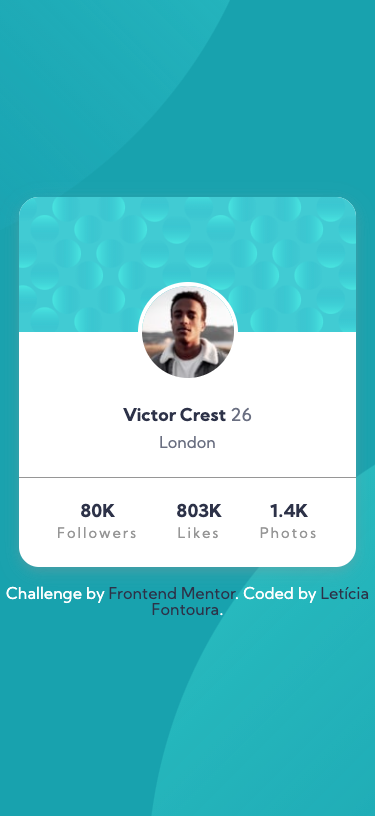 Victor Crest 26
London
80K 803K 1.4K
Followers Likes Photos
Challenge by Frontend Mentor. Coded by Letícia
Fontoura.